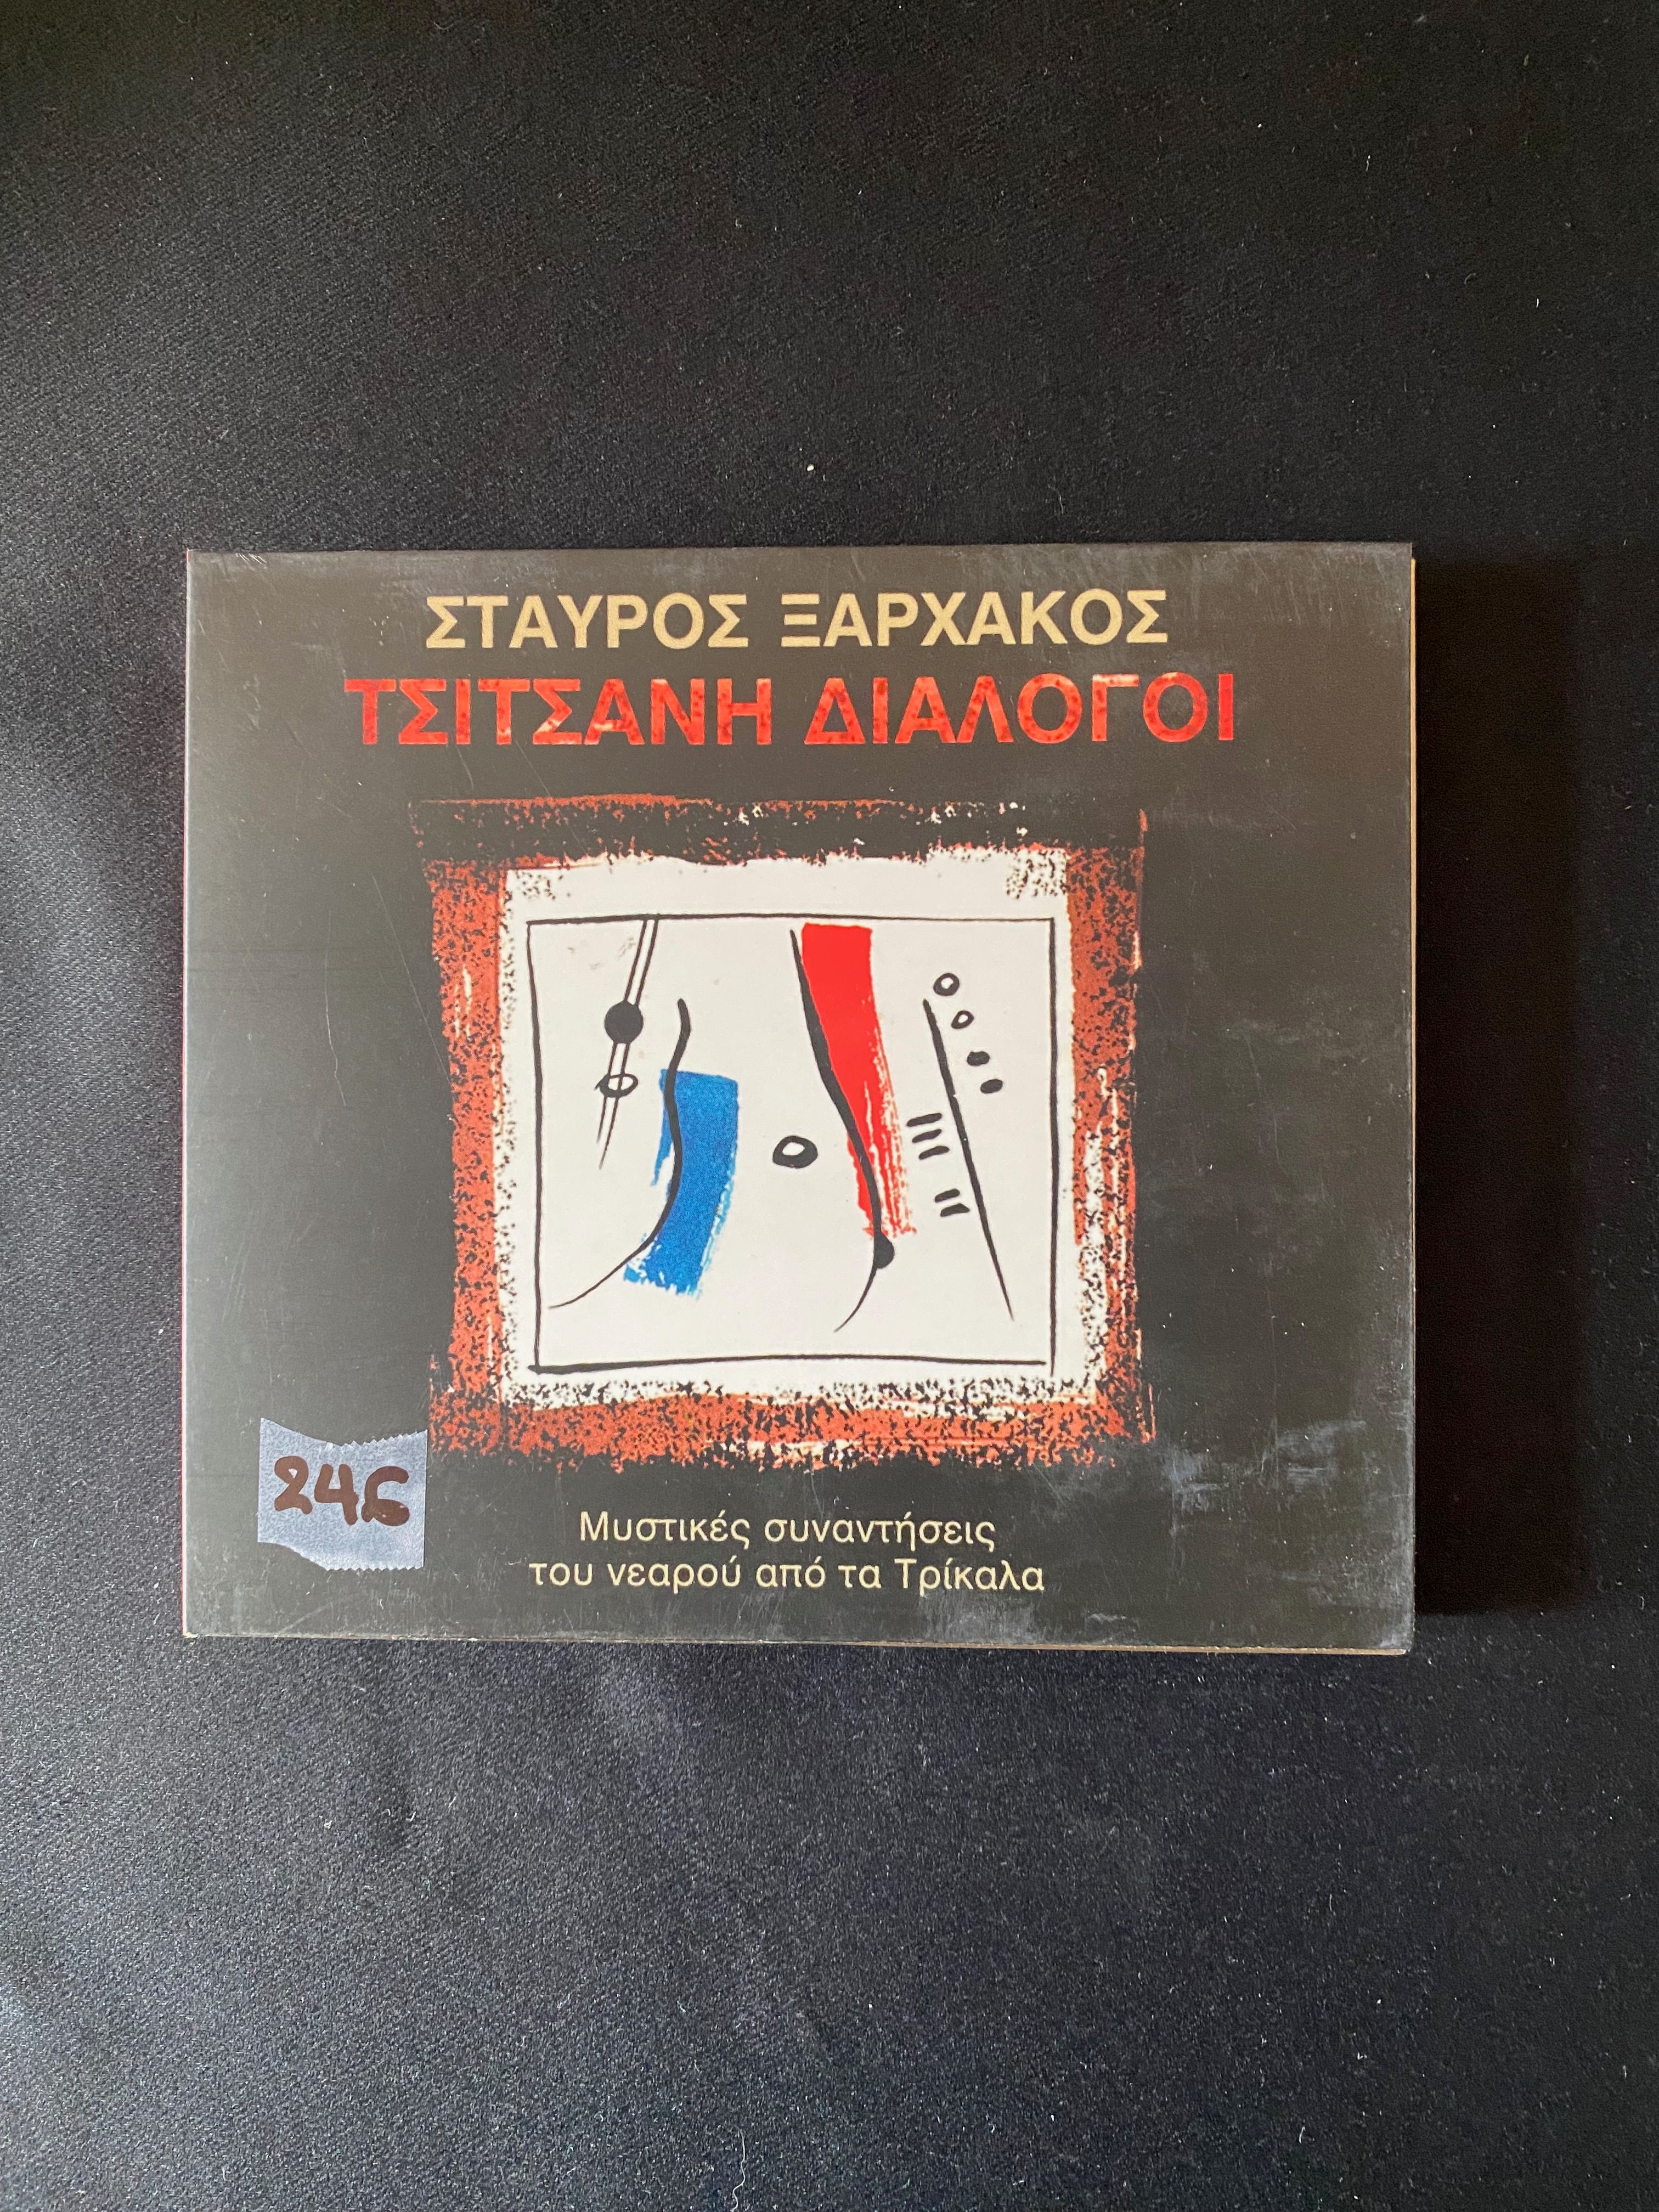 ΣΤΑΥΡΟΣ ΞΑΡΧΑΚΟΣ
ΤΣΙΤΣΑΝΗ ΔΙΑΛΟΓΟΙ
246
Μυστικές συναντήσεις
του νεαρού από τα Τρίκαλα